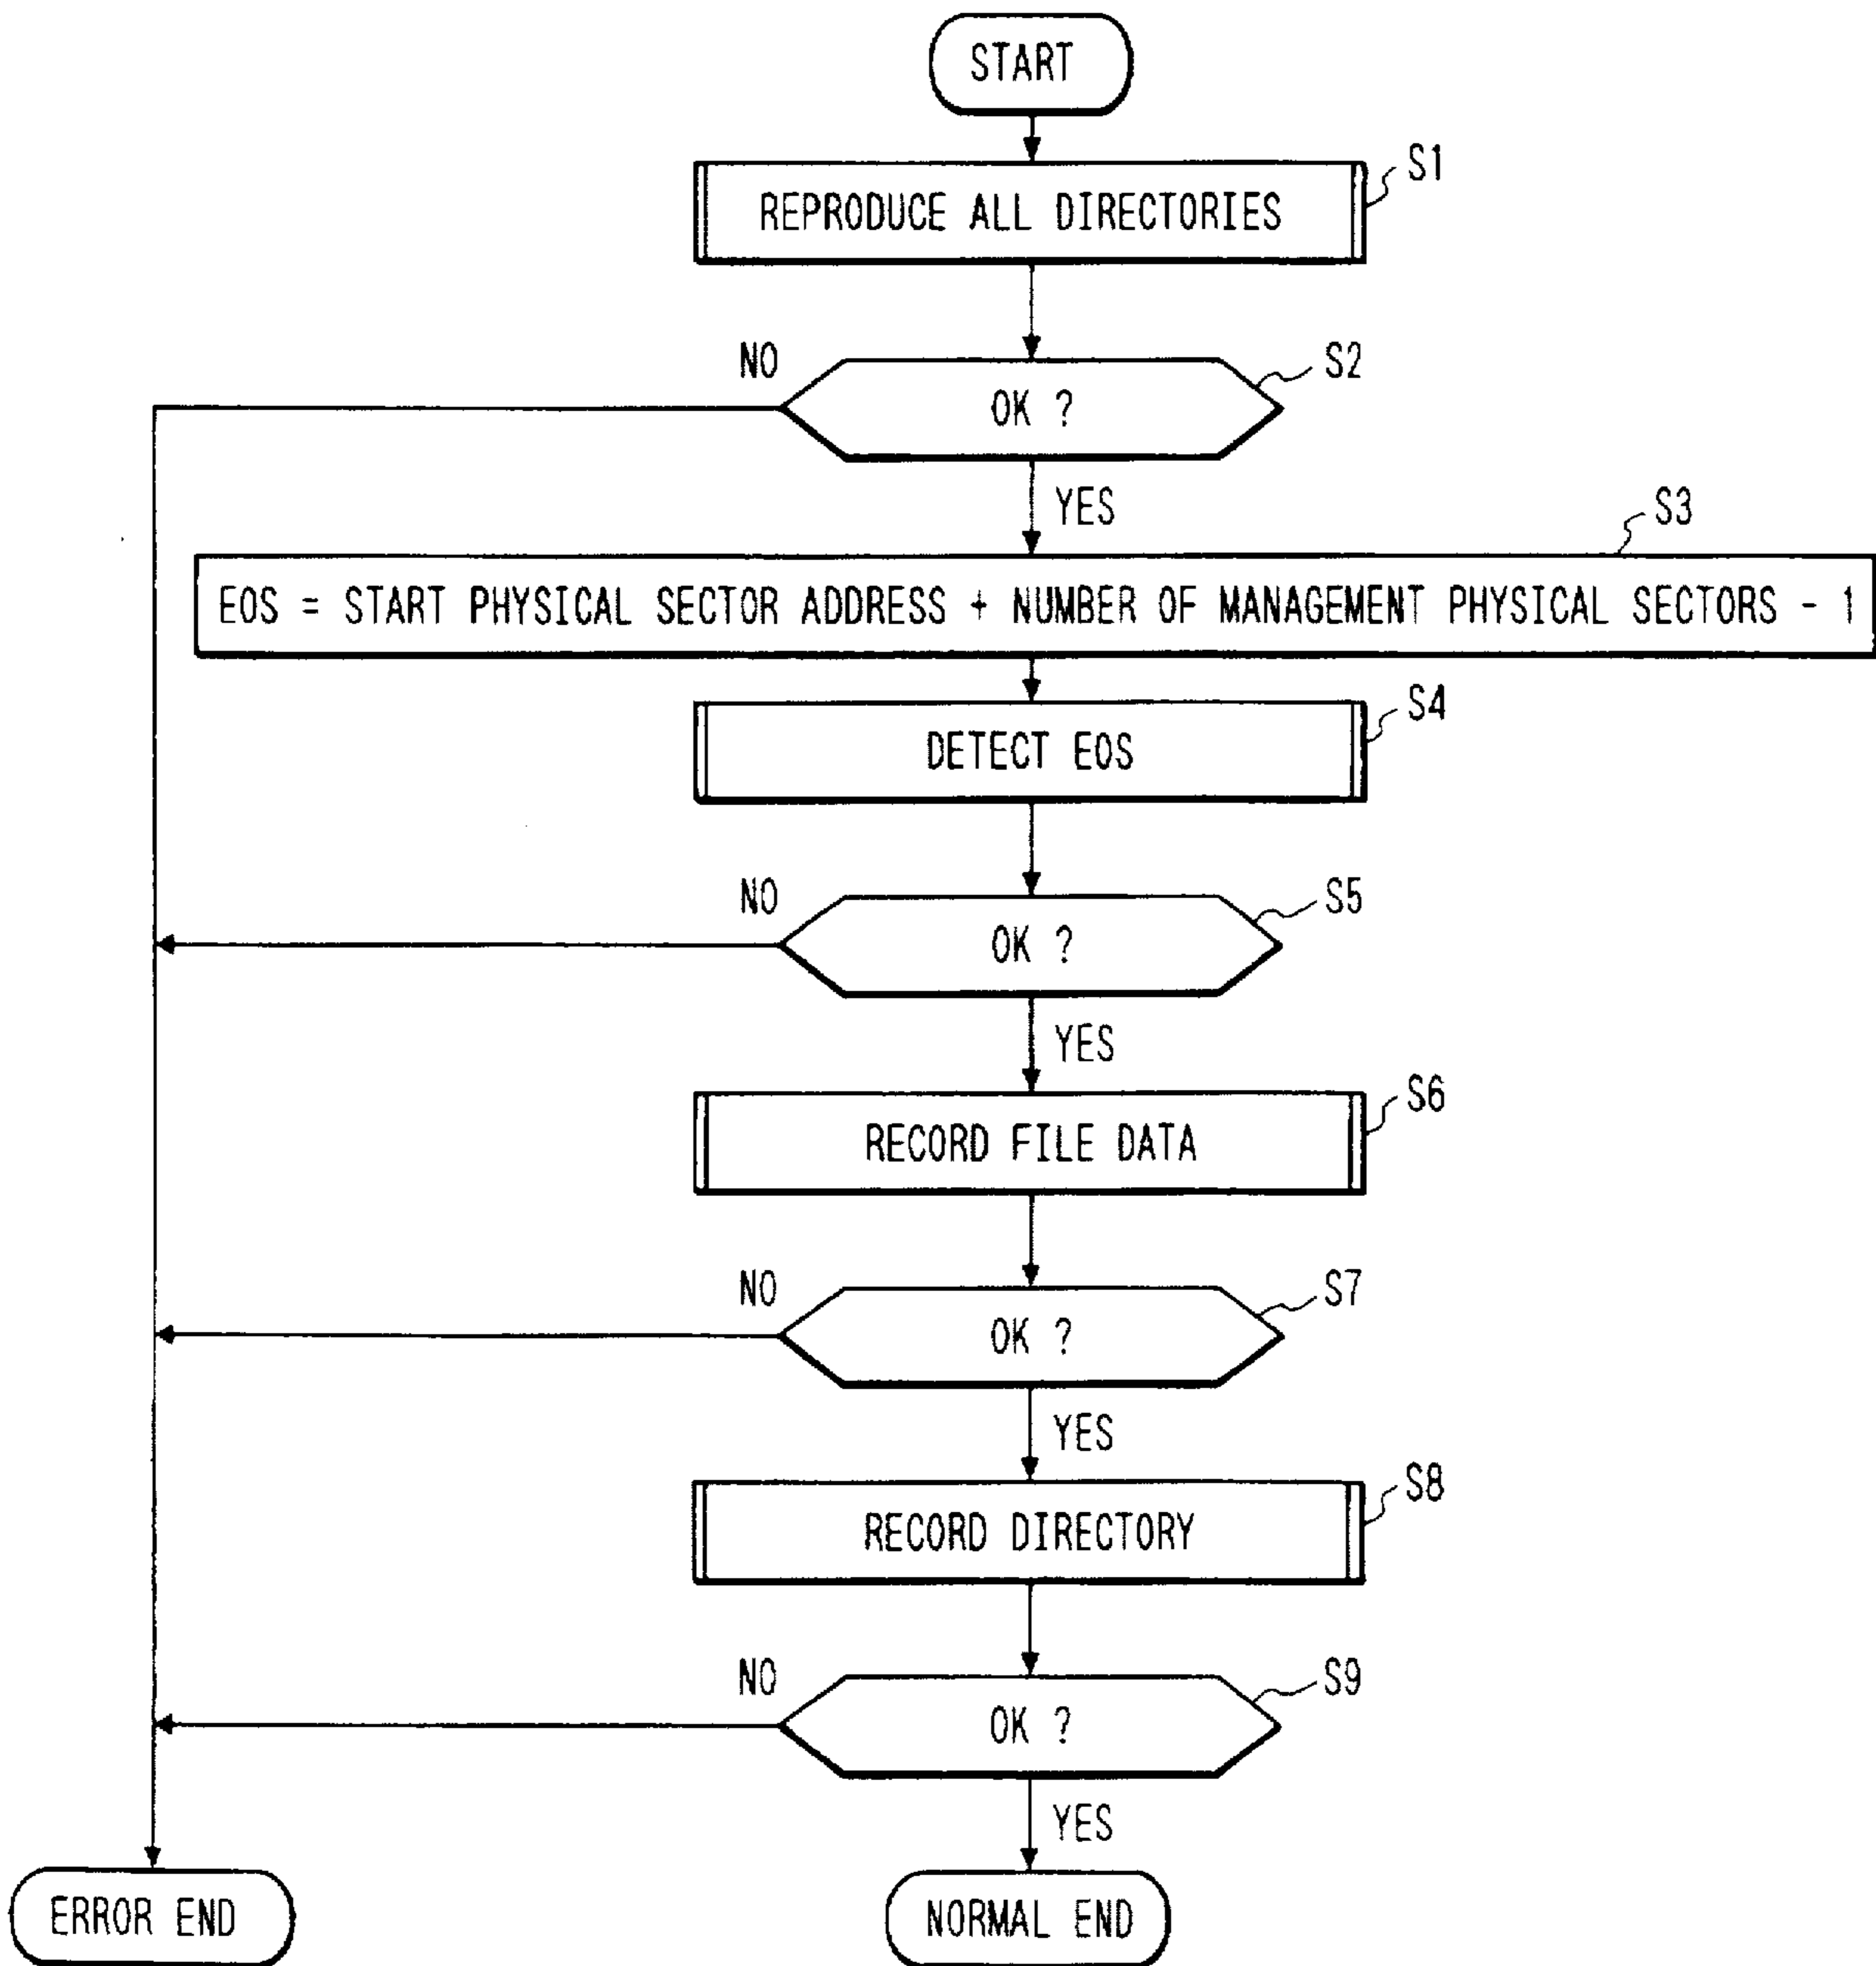 START
REPRODUCE ALL DIRECTORIES
S1
NO
S2
OK ?
YES
S3
EOS = START PHYSICAL SECTOR ADDRESS + NUMBER OF MANAGEMENT PHYSICAL SECTORS - 1
S4
DETECT EOS
NO
S5
OK ?
YES
S6
RECORD FILE DATA
NO
S7
OK ?
YES
S8
RECORD DIRECTORY
NO
S9
OK ?
YES
ERROR END
NORMAL END